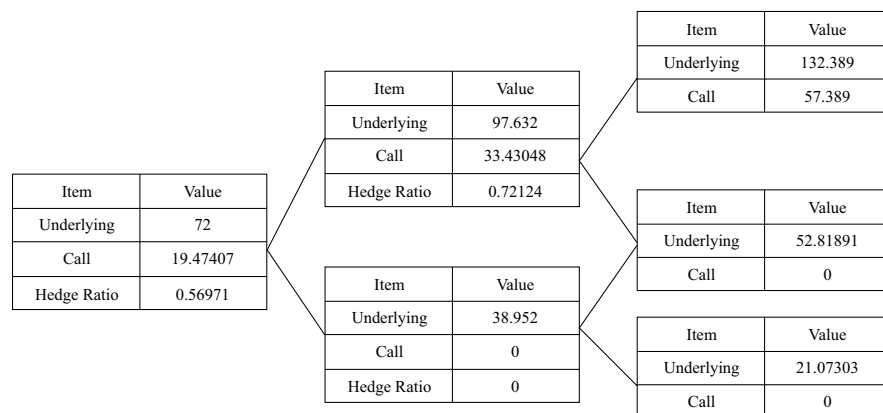 Item Value
Underlying 72
Call 19.47407
Hedge Ratio 0.56971
Item Value
Underlying 97.632
Call 33.43048
Hedge Ratio 0.72124
Item Value
Underlying 38.952
Call 0
Hedge Ratio 0
Item Value
Underlying 132.389
Call 57.389
Item Value
Underlying 52.81891
Call 0
Item Value
Underlying 21.07303
Call 0